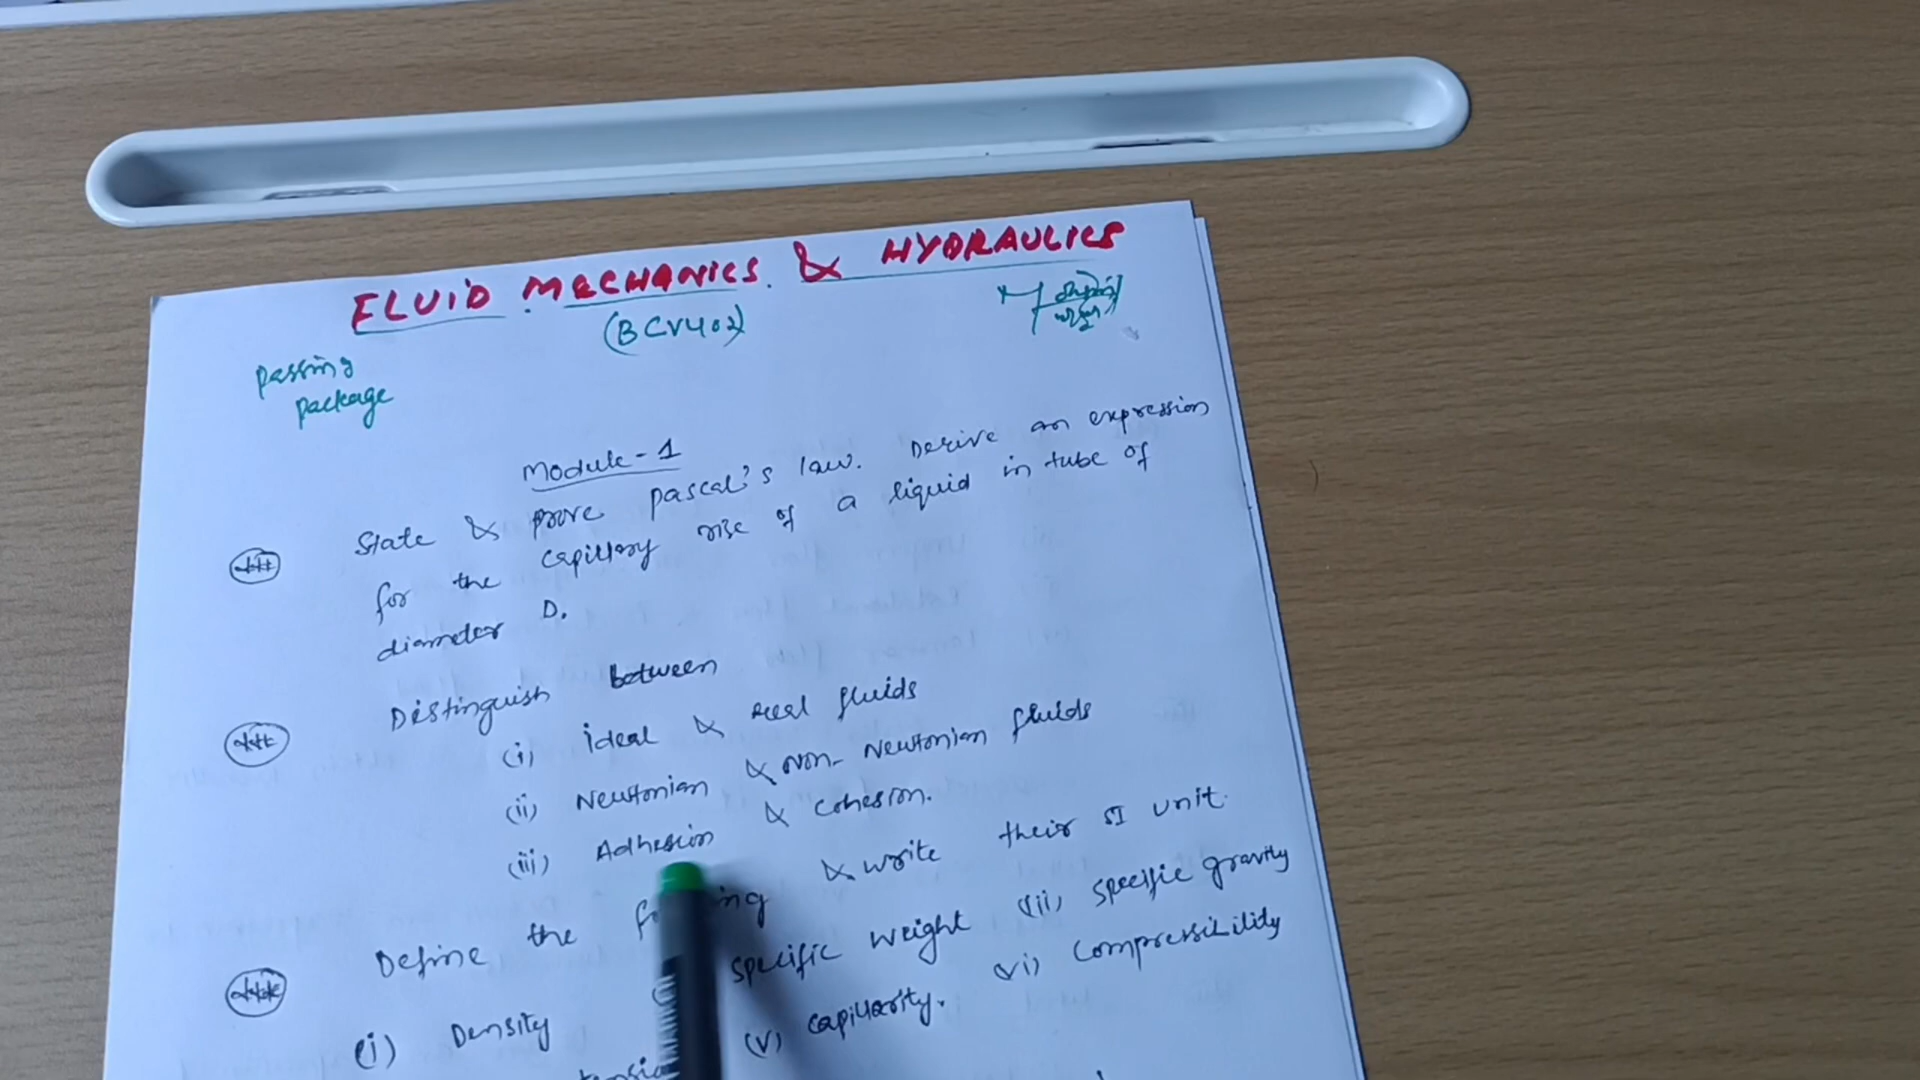 FLUID MECHANICS & HYDRAULICS
(BCV402)
passing
package
Module-1
State & prove pascal's law. Derive an expression
for the capillary rise of a liquid in tube of
diameter D.
Distinguish between
(i) ideal & real fluids
(ii) Newtonian & Non-Newtonian fluids
(iii) Adhesion & cohesion.
Define the & write their SI unit.
(i) Density specific weight (iii) specific gravity
(v) capillarity. (vi) compressibility